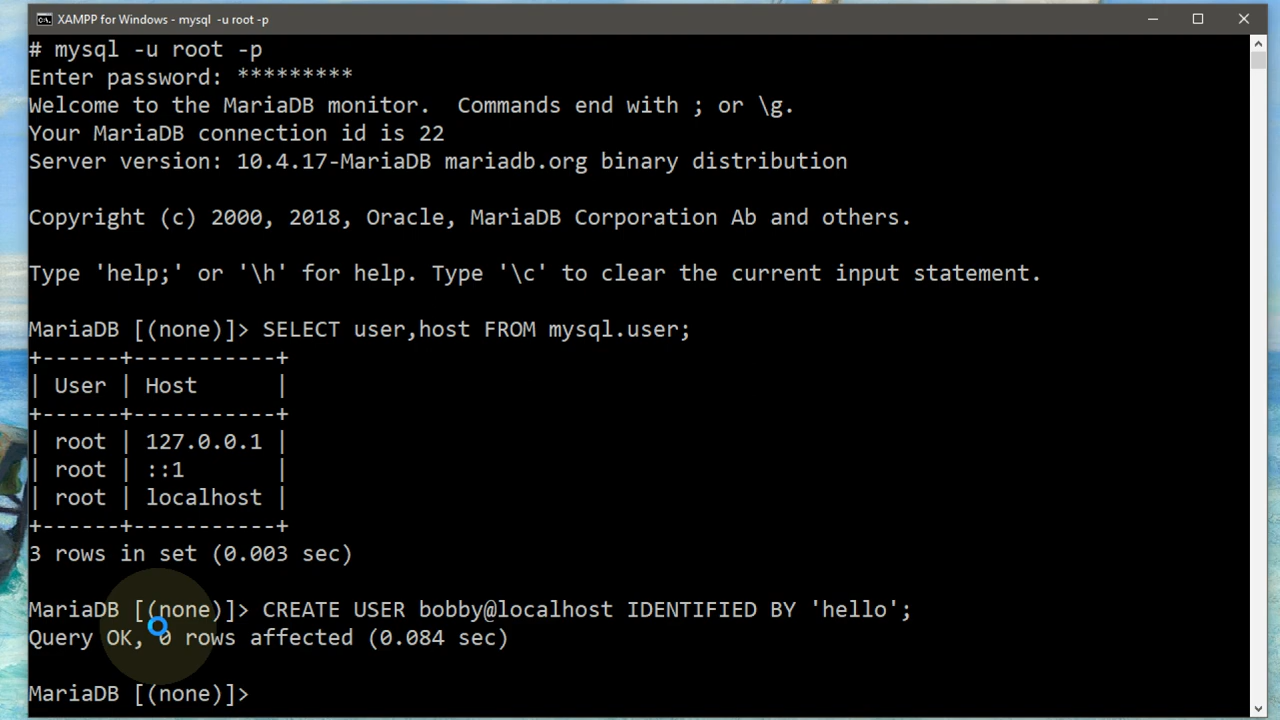 XAMPP for Windows - mysql -u root -p
# mysql -u root -p
Enter password: *********
Welcome to the MariaDB monitor.  Commands end with ; or \g.
Your MariaDB connection id is 22
Server version: 10.4.17-MariaDB mariadb.org binary distribution
Copyright (c) 2000, 2018, Oracle, MariaDB Corporation Ab and others.
Type 'help;' or '\h' for help. Type '\c' to clear the current input statement.
MariaDB [(none)]> SELECT user,host FROM mysql.user;
+------+-----------+
| User | Host      |
+------+-----------+
| root | 127.0.0.1 |
| root | ::1       |
| root | localhost |
+------+-----------+
3 rows in set (0.003 sec)
MariaDB [(none)]> CREATE USER bobby@localhost IDENTIFIED BY 'hello';
Query OK, 0 rows affected (0.084 sec)
MariaDB [(none)]>